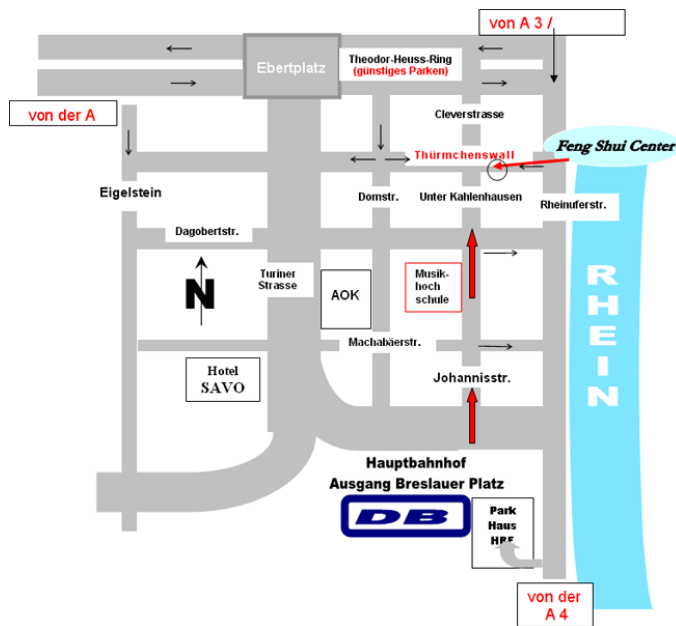 von A 3 /
Ebertplatz
Theodor-Heuss-Ring
(günstiges Parken)
von der A
Cleverstrasse
Thürmchenswall
Feng Shui Center
Eigelstein
Domstr.
Unter Kahlenhausen
Rheinuferstr.
Dagobertstr.
N
Turiner
Strasse
AOK
Musik-
hoch
schule
RHEIN
Machabäerstr.
Hotel
SAVO
Johannisstr.
Hauptbahnhof
Ausgang Breslauer Platz
DB
Park
Haus
HBF
von der
A 4